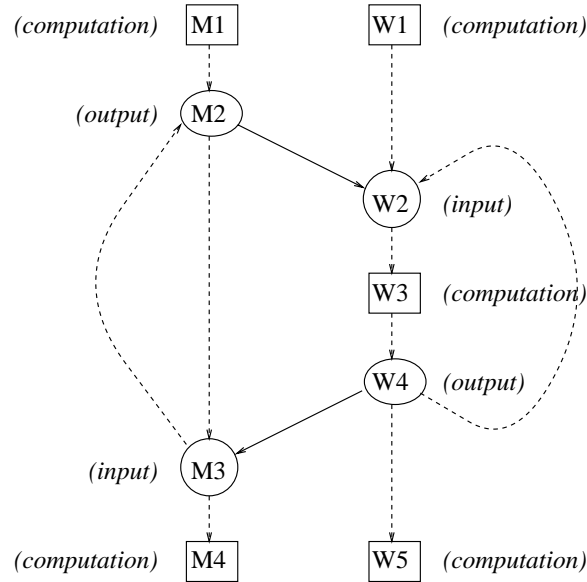 (computation) M1 W1 (computation)
(output) M2
W2 (input)
W3 (computation)
W4 (output)
(input) M3
(computation) M4 W5 (computation)